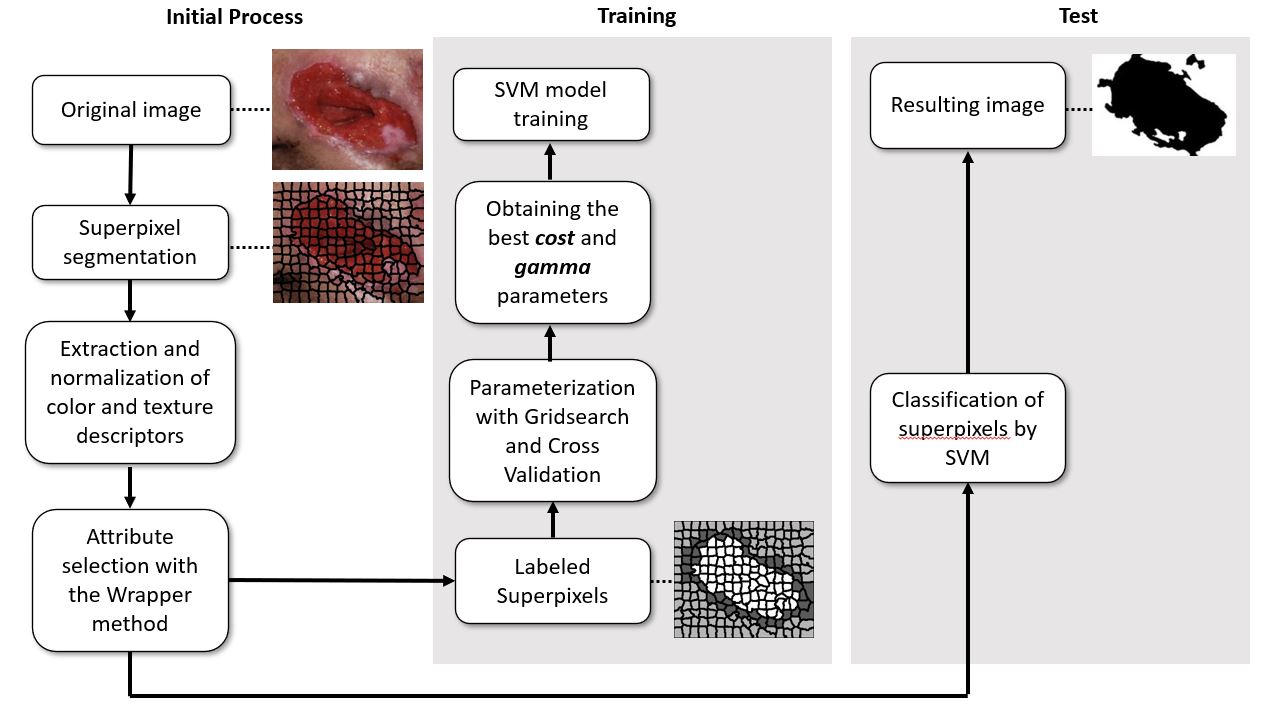 Initial Process
Original image
Superpixel
segmentation
Extraction and
normalization of
color and texture
descriptors
Attribute
selection with
the Wrapper
method
Training
SVM model
training
Obtaining the
best cost and
gamma
parameters
Parameterization
with Gridsearch
and Cross
Validation
Labeled
Superpixels
Test
Resulting image
Classification of
superpixels by
SVM